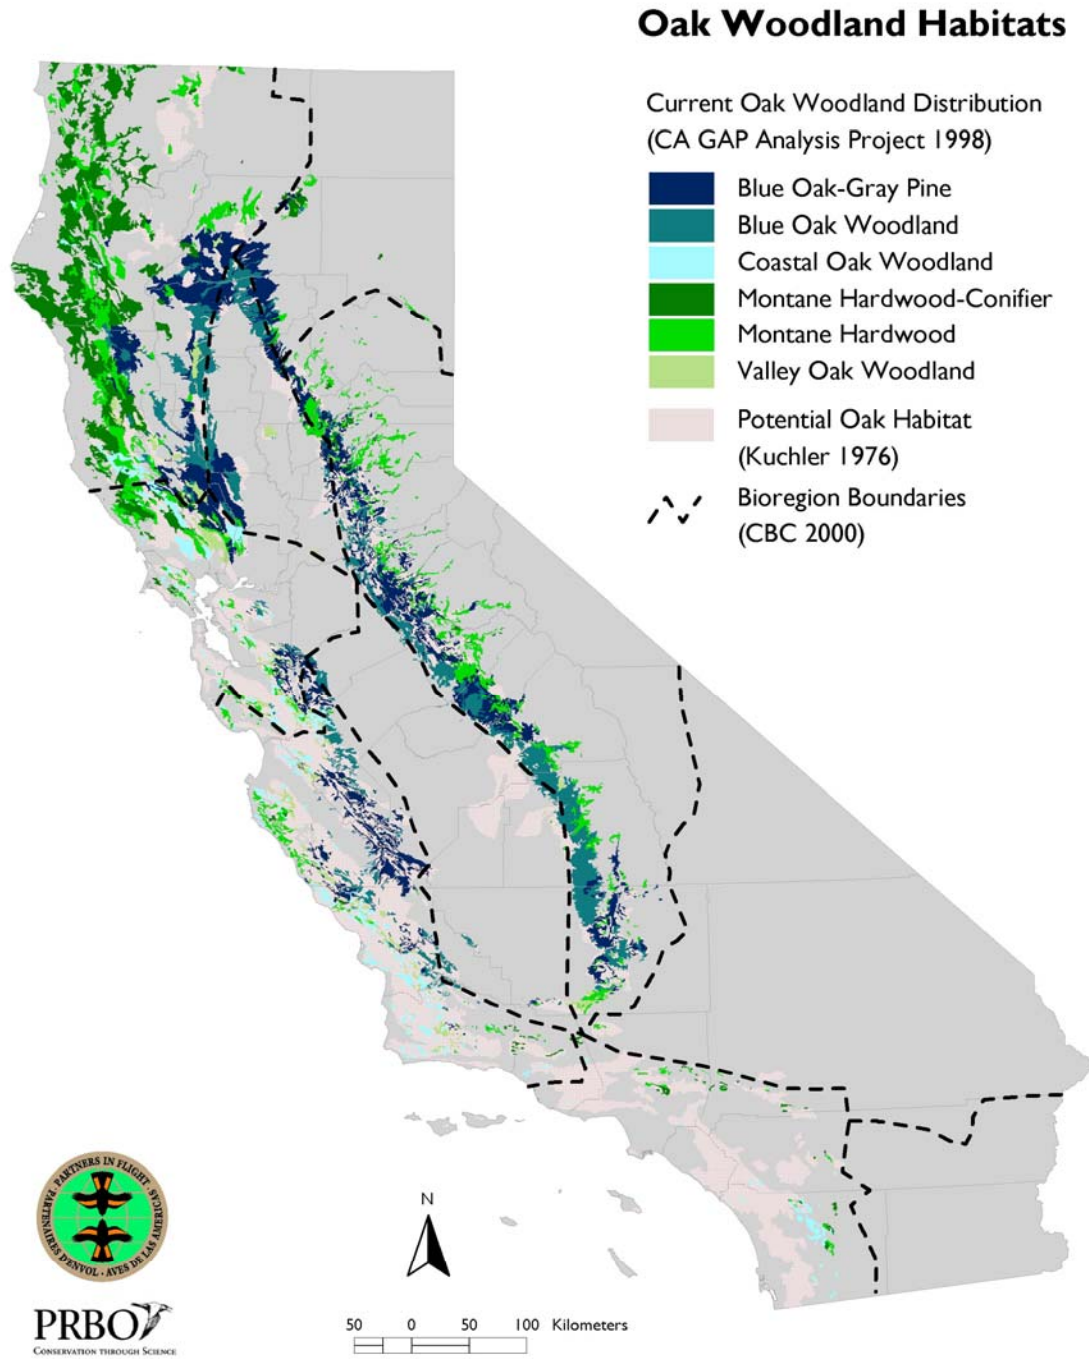 Oak Woodland Habitats
Current Oak Woodland Distribution
(CA GAP Analysis Project 1998)
Blue Oak-Gray Pine
Blue Oak Woodland
Coastal Oak Woodland
Montane Hardwood-Conifier
Montane Hardwood
Valley Oak Woodland
Potential Oak Habitat
(Kuchler 1976)
Bioregion Boundaries
(CBC 2000)
PARTNERS IN FLIGHT · AVES DE LAS AMERICAS · PARTENAIRES D'ENVOL ·
N
PRBO
CONSERVATION THROUGH SCIENCE
50 0 50 100 Kilometers